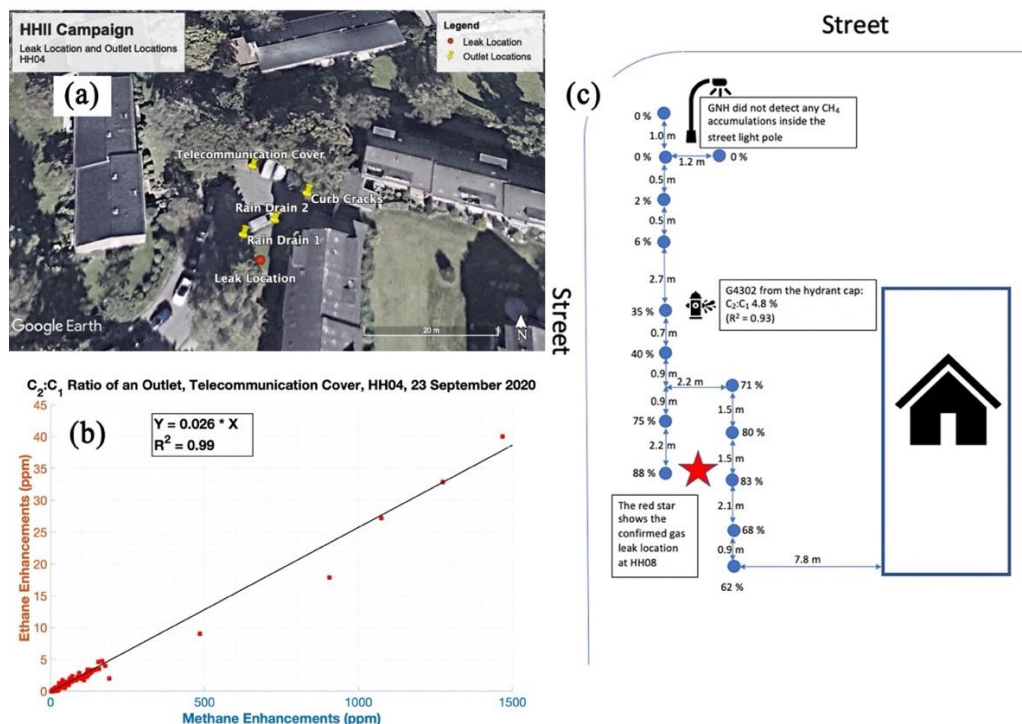 HHII Campaign
Leak Location and Outlet Locations
HH04
(a)
Legend
Leak Location
Outlet Locations
Telecommunication Cover
Curb Cracks
Rain Drain 2
Rain Drain 1
Leak Location
Google Earth
20 m
N
C2:C1 Ratio of an Outlet, Telecommunication Cover, HH04, 23 September 2020
(b)
Y = 0.026 * X
R² = 0.99
Ethane Enhancements (ppm)
45
40
35
30
25
20
15
10
5
0
0
500
1000
1500
Methane Enhancements (ppm)
(c)
Street
Street
GNH did not detect any CH₄
accumulations inside the
street light pole
0 %
1.0 m
0 %
1.2 m
0 %
0.5 m
2 %
0.5 m
6 %
2.7 m
G4302 from the hydrant cap:
C₂:C₁ 4.8 %
(R² = 0.93)
35 %
0.7 m
40 %
0.9 m
2.2 m
71 %
0.9 m
1.5 m
75 %
80 %
2.2 m
1.5 m
88 %
83 %
The red star
shows the
confirmed gas
leak location
at HH08
2.1 m
68 %
0.9 m
7.8 m
62 %